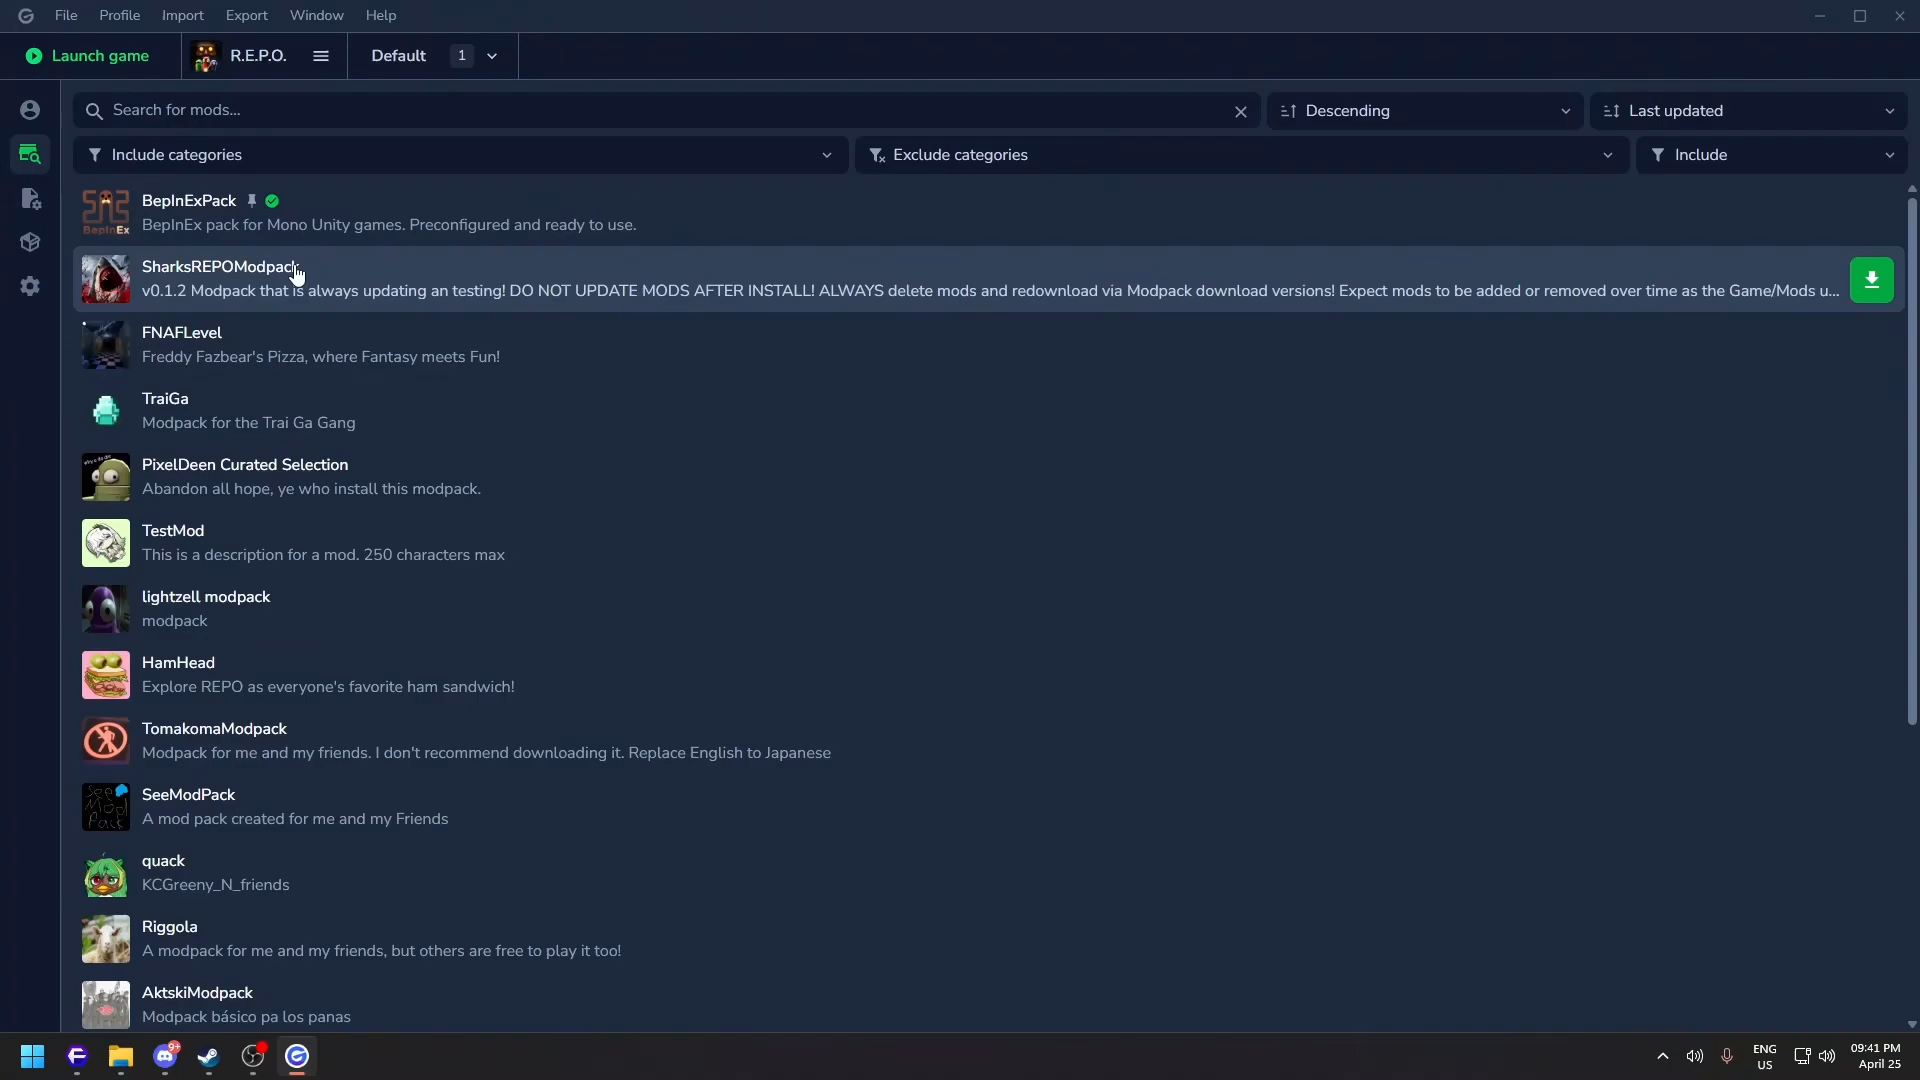 File Profile Import Export Window Help
Launch game R.E.P.O. Default 1
Search for mods... Descending Last updated
Include categories Exclude categories Include
BepInExPack
BepInEx pack for Mono Unity games. Preconfigured and ready to use.
BepInEx
SharksREPOModpack
v0.1.2 Modpack that is always updating an testing! DO NOT UPDATE MODS AFTER INSTALL! ALWAYS delete mods and redownload via Modpack download versions! Expect mods to be added or removed over time as the Game/Mods u...
FNAFLevel
Freddy Fazbear's Pizza, where Fantasy meets Fun!
TraiGa
Modpack for the Trai Ga Gang
PixelDeen Curated Selection
Abandon all hope, ye who install this modpack.
TestMod
This is a description for a mod. 250 characters max
lightzell modpack
modpack
HamHead
Explore REPO as everyone's favorite ham sandwich!
TomakomaModpack
Modpack for me and my friends. I don't recommend downloading it. Replace English to Japanese
SeeModPack
A mod pack created for me and my Friends
See
Mod
Pack
quack
KCGreeny_N_friends
Riggola
A modpack for me and my friends, but others are free to play it too!
AktskiModpack
Modpack básico pa los panas
9+
ENG
US
09:41 PM
April 25